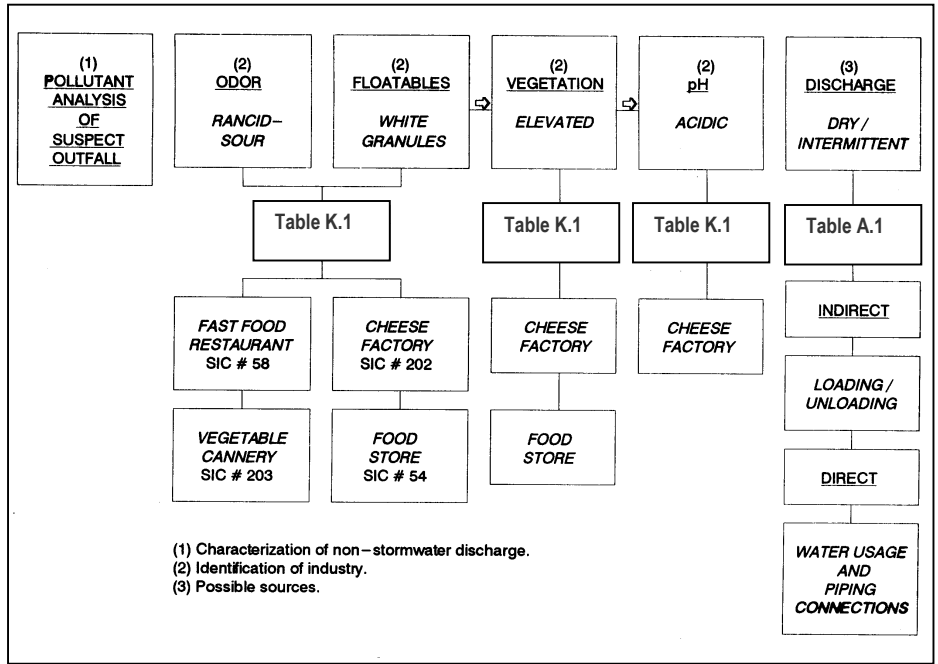 (1)
POLLUTANT
ANALYSIS
OF
SUSPECT
OUTFALL
(2)
ODOR
RANCID–
SOUR
(2)
FLOATABLES
WHITE
GRANULES
(2)
VEGETATION
ELEVATED
(2)
pH
ACIDIC
(3)
DISCHARGE
DRY /
INTERMITTENT
Table K.1
Table K.1
Table K.1
Table A.1
FAST FOOD
RESTAURANT
SIC # 58
CHEESE
FACTORY
SIC # 202
CHEESE
FACTORY
CHEESE
FACTORY
INDIRECT
LOADING /
UNLOADING
VEGETABLE
CANNERY
SIC # 203
FOOD
STORE
SIC # 54
FOOD
STORE
DIRECT
WATER USAGE
AND
PIPING
CONNECTIONS
(1) Characterization of non–stormwater discharge.
(2) Identification of industry.
(3) Possible sources.